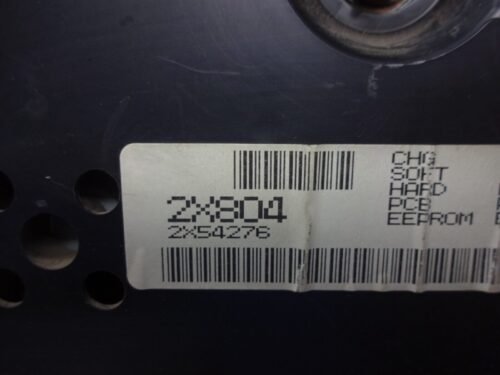 CHG
SOFT
HARD
PCB
EEPROM
2X804
2X54276